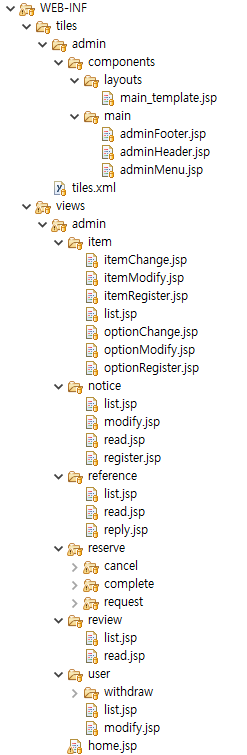 WEB-INF
tiles
admin
components
layouts
main_template.jsp
main
adminFooter.jsp
adminHeader.jsp
adminMenu.jsp
tiles.xml
views
admin
item
itemChange.jsp
itemModify.jsp
itemRegister.jsp
list.jsp
optionChange.jsp
optionModify.jsp
optionRegister.jsp
notice
list.jsp
modify.jsp
read.jsp
register.jsp
reference
list.jsp
read.jsp
reply.jsp
reserve
cancel
complete
request
review
list.jsp
read.jsp
user
withdraw
list.jsp
modify.jsp
home.jsp